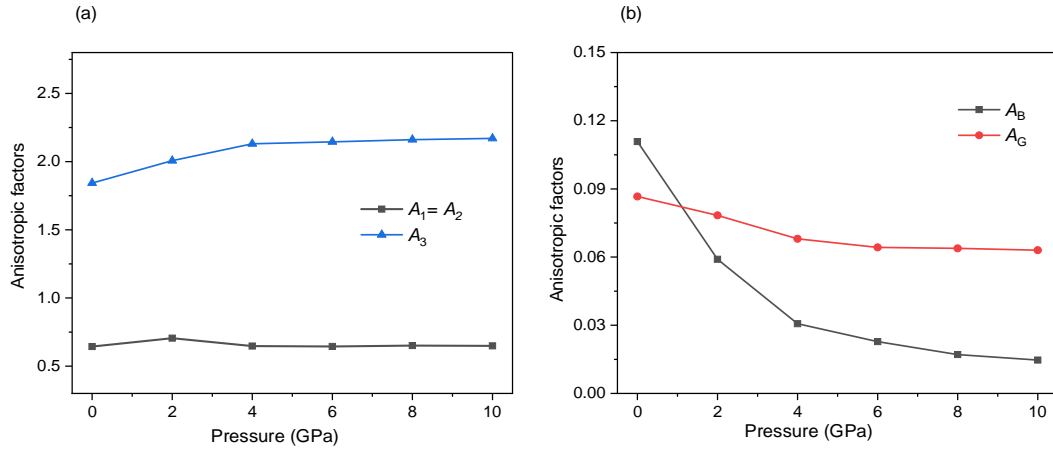 (a)
2.5
2.0
1.5
1.0
0.5
Anisotropic factors
A1= A2
A3
0 2 4 6 8 10
Pressure (GPa)
(b)
0.15
0.12
0.09
0.06
0.03
0.00
Anisotropic factors
AB
AG
0 2 4 6 8 10
Pressure (GPa)